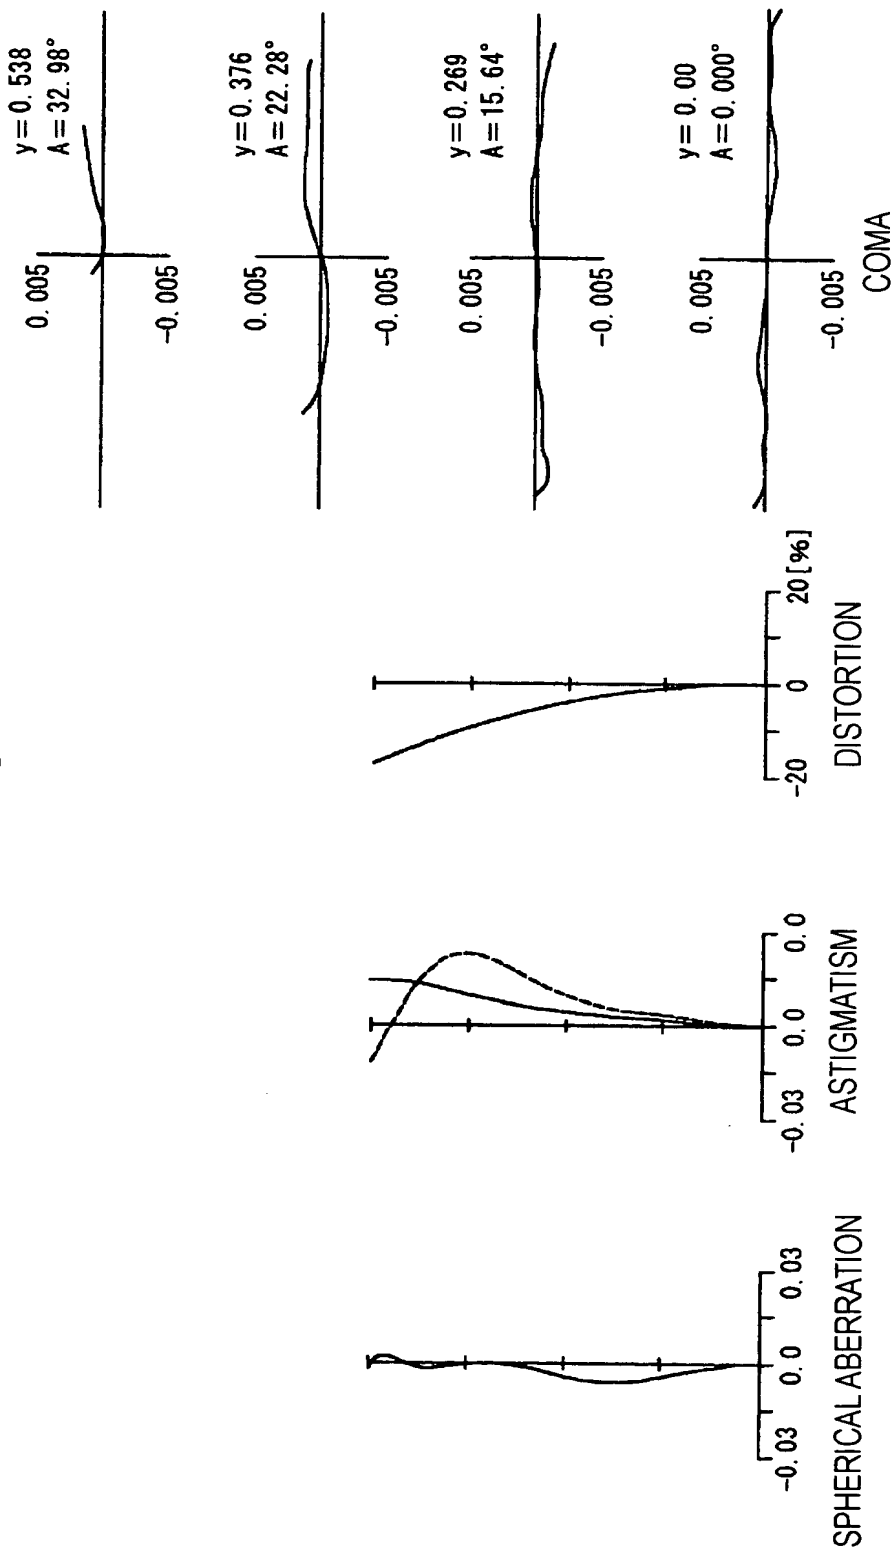 SPHERICAL ABERRATION
-0.03
0.0
0.03
ASTIGMATISM
-0.03
0.0
0.0
DISTORTION
-20
0
20[%]
COMA
y=0.538
A=32.98°
0.005
-0.005
y=0.376
A=22.28°
0.005
-0.005
y=0.269
A=15.64°
0.005
-0.005
y=0.00
A=0.000°
0.005
-0.005